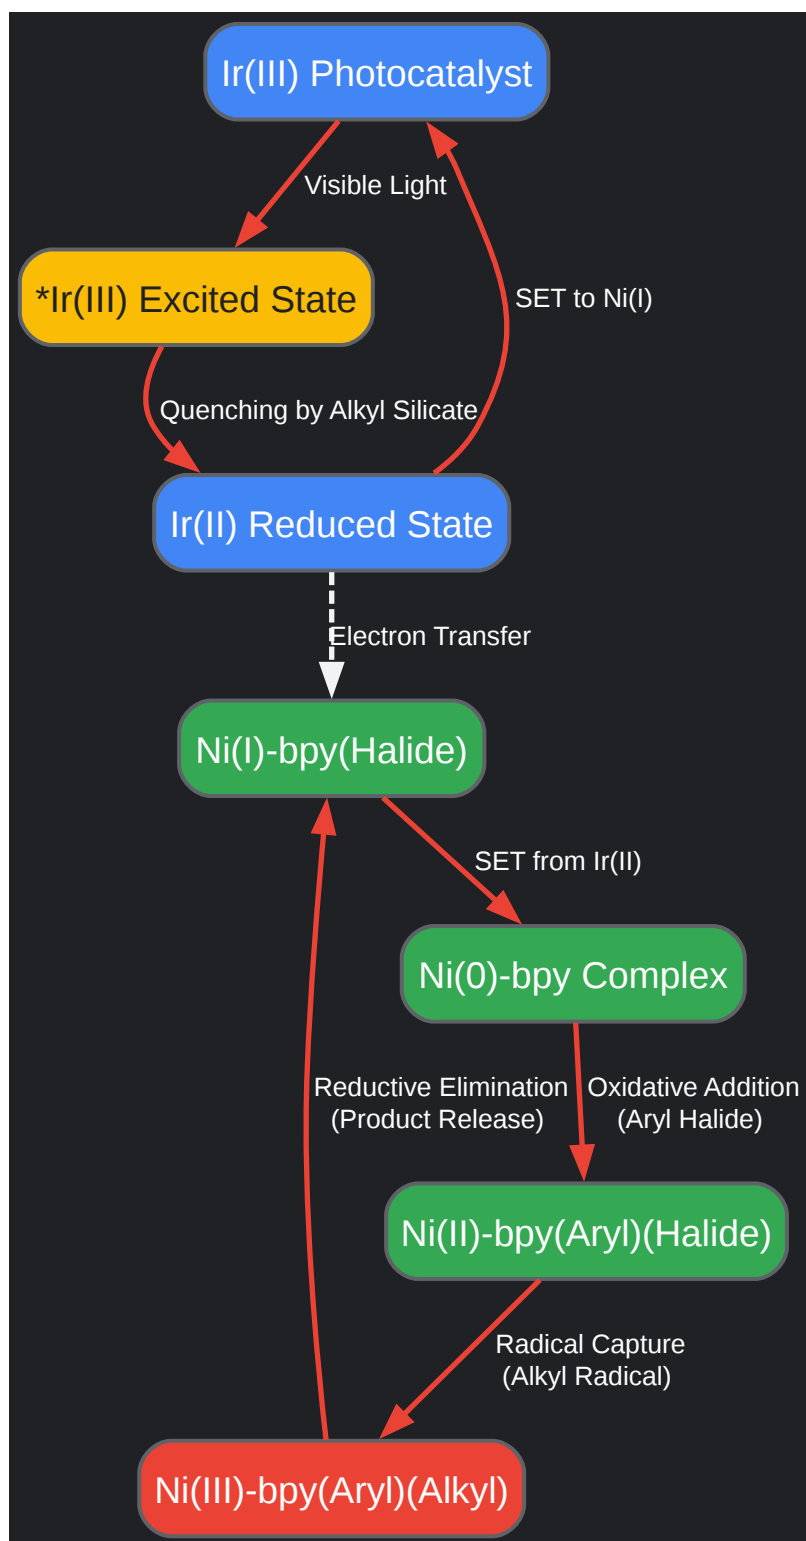 Ir(III) Photocatalyst
Visible Light
*Ir(III) Excited State
SET to Ni(I)
Quenching by Alkyl Silicate
Ir(II) Reduced State
Electron Transfer
Ni(I)-bpy(Halide)
SET from Ir(II)
Ni(0)-bpy Complex
Reductive Elimination
(Product Release)
Oxidative Addition
(Aryl Halide)
Ni(II)-bpy(Aryl)(Halide)
Radical Capture
(Alkyl Radical)
Ni(III)-bpy(Aryl)(Alkyl)